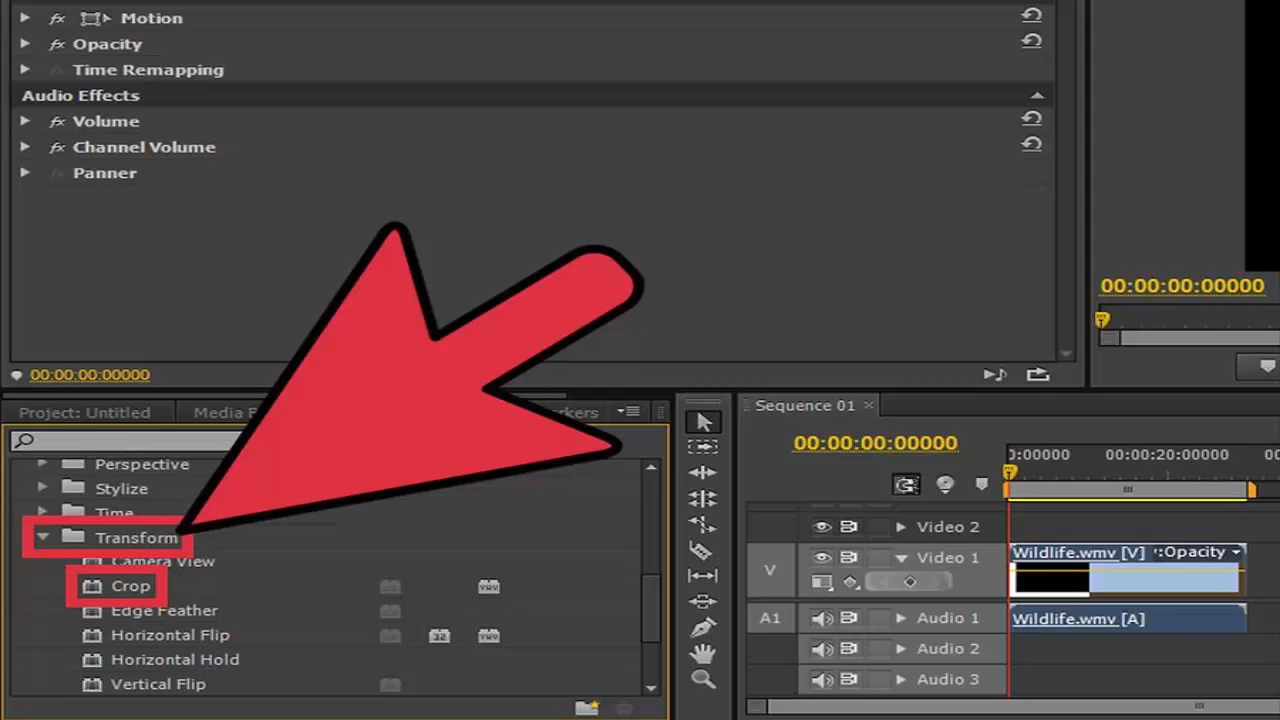 Motion
Opacity
Time Remapping
Audio Effects
Volume
Channel Volume
Panner
00:00:00:00000
00:00:00:00000
Project: Untitled
Media
Sequence 01
00:00:00:00000
00:00:20:00000
Perspective
Stylize
Time
Transform
Camera View
Crop
Edge Feather
Horizontal Flip
32
Horizontal Hold
Vertical Flip
Video 2
V
Video 1
Wildlife.wmv [V]
Opacity
A1
Audio 1
Wildlife.wmv [A]
Audio 2
Audio 3